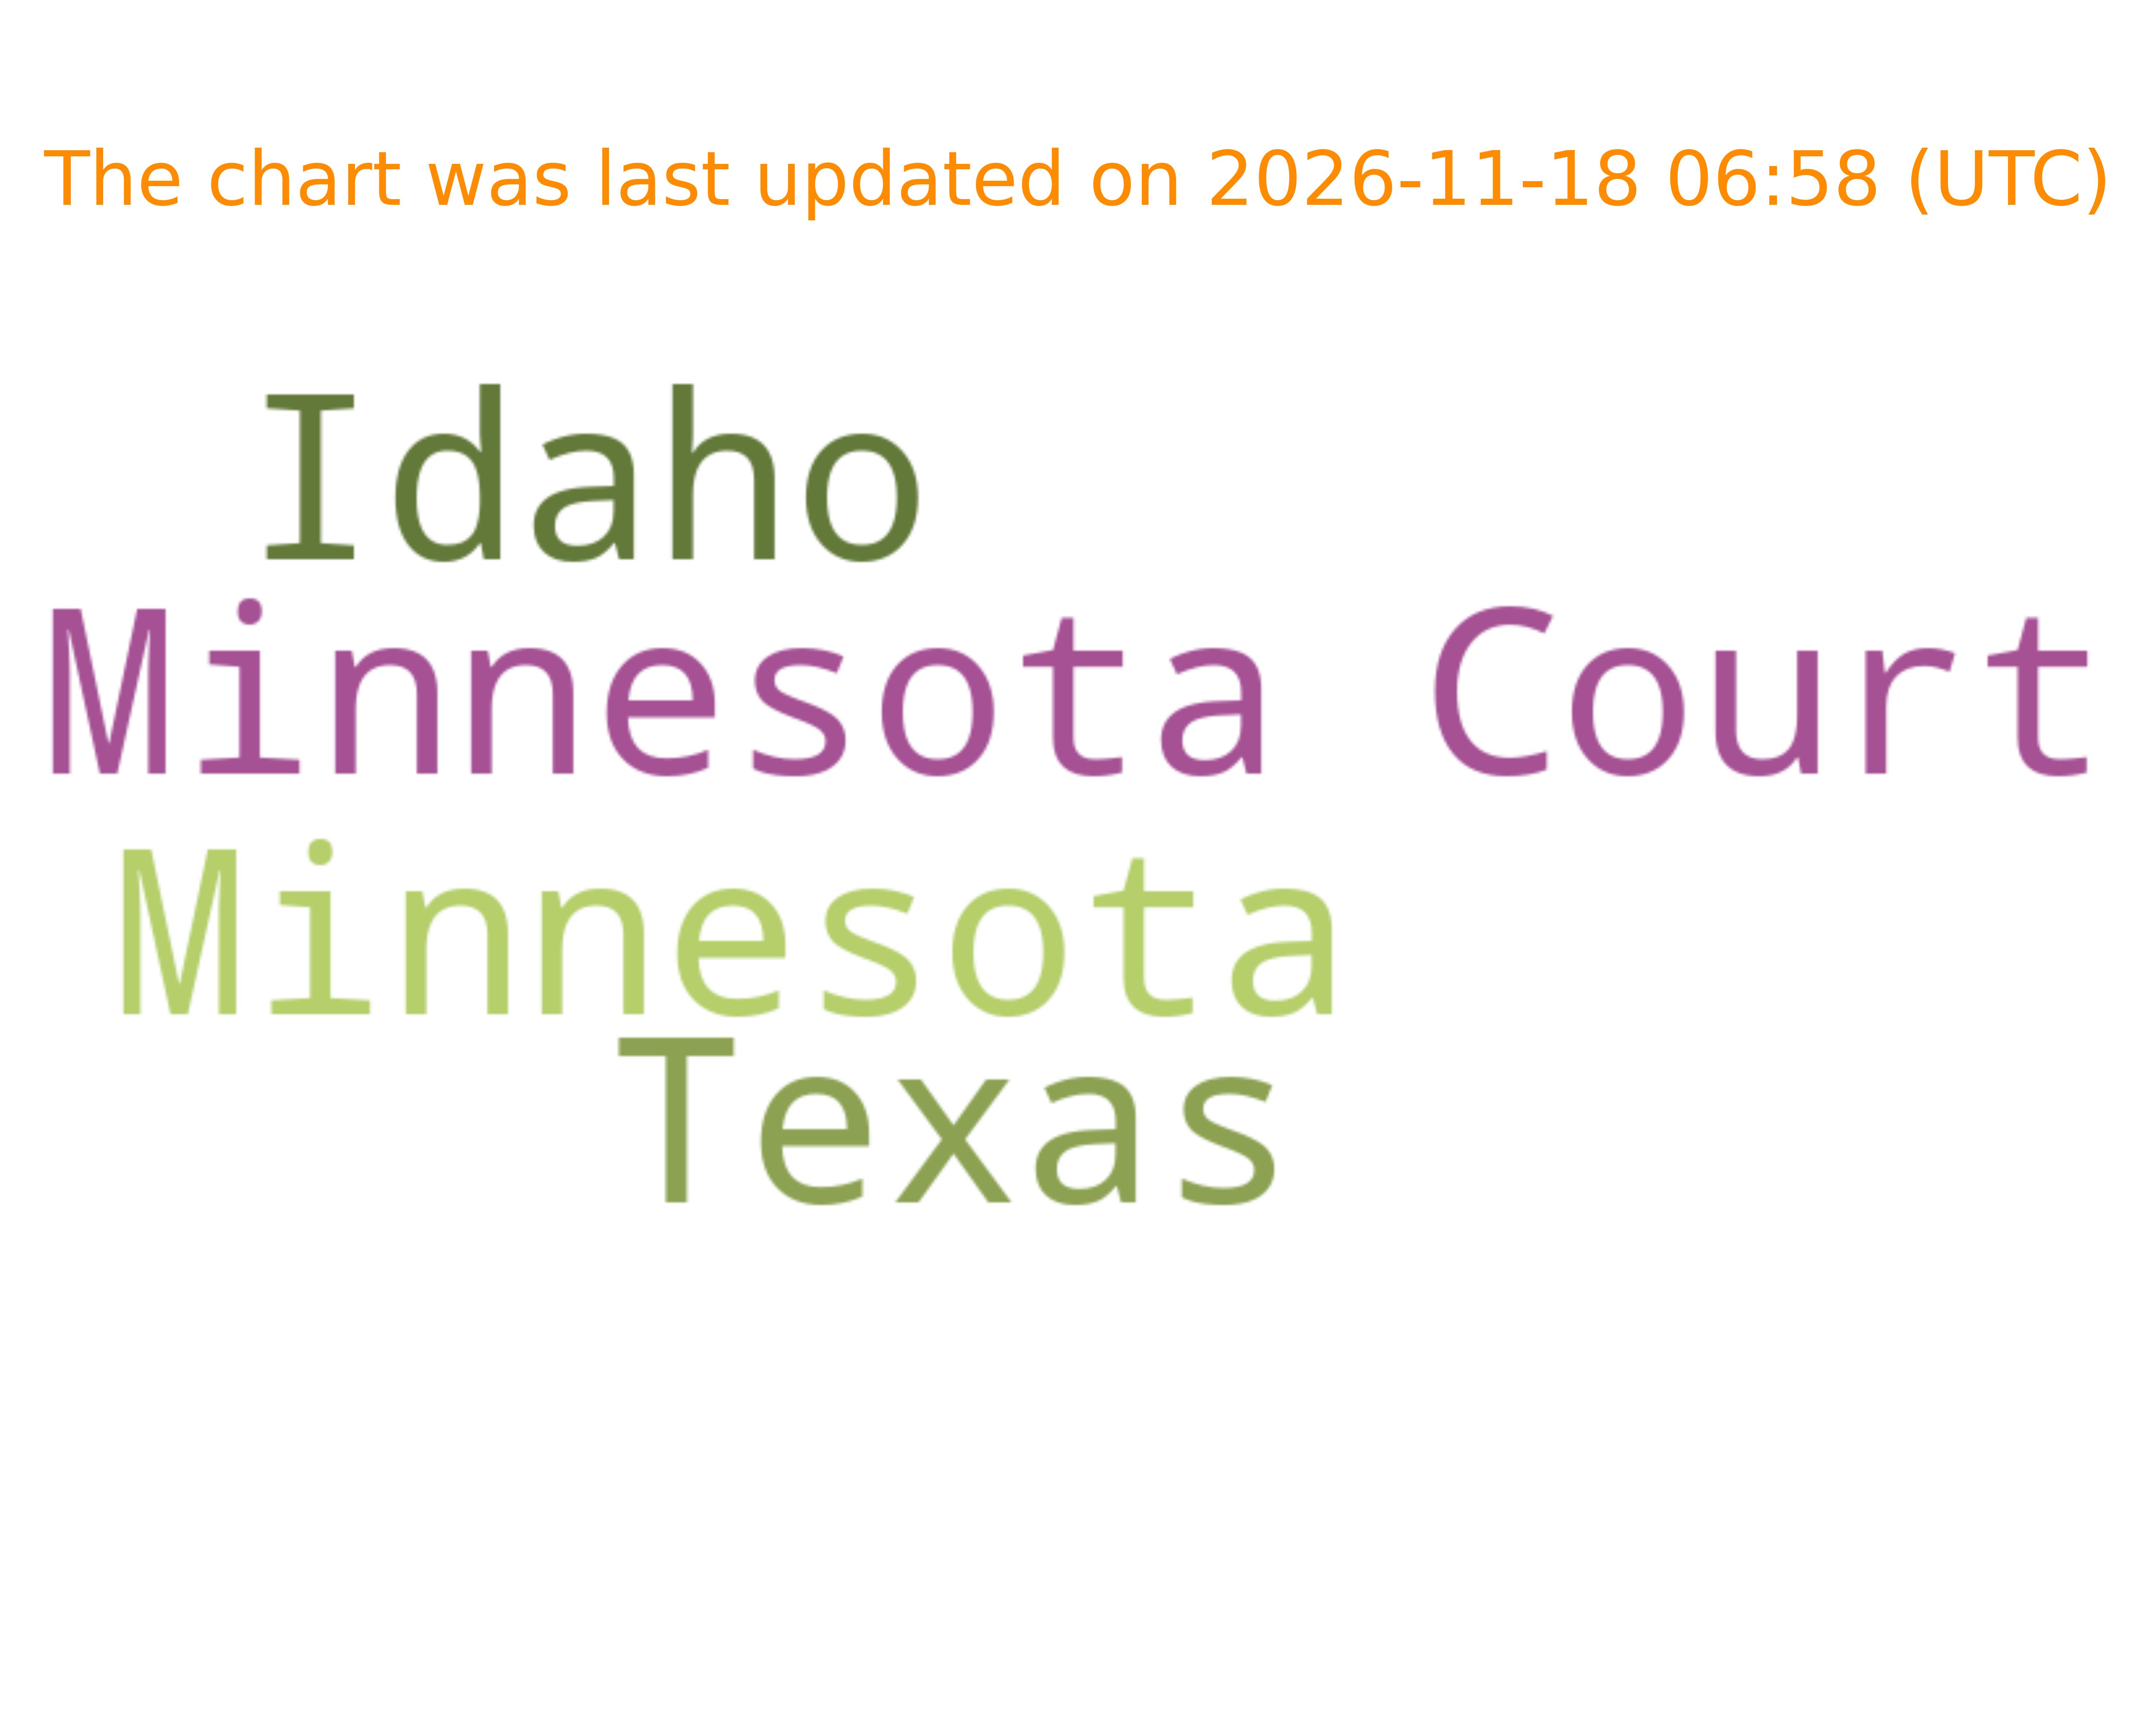 The chart was last updated on 2026-11-18 06:58 (UTC)
Idaho
Minnesota Court
Minnesota
Texas